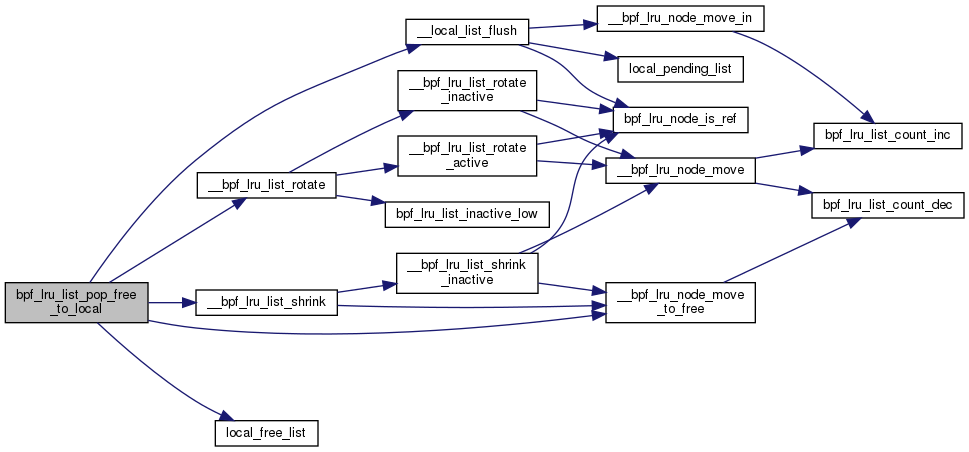 __bpf_lru_node_move_in
__local_list_flush
local_pending_list
__bpf_lru_list_rotate
_inactive
bpf_lru_node_is_ref
bpf_lru_list_count_inc
__bpf_lru_list_rotate
_active
__bpf_lru_node_move
__bpf_lru_list_rotate
bpf_lru_list_inactive_low
bpf_lru_list_count_dec
__bpf_lru_list_shrink
_inactive
bpf_lru_list_pop_free
_to_local
__bpf_lru_list_shrink
__bpf_lru_node_move
_to_free
local_free_list